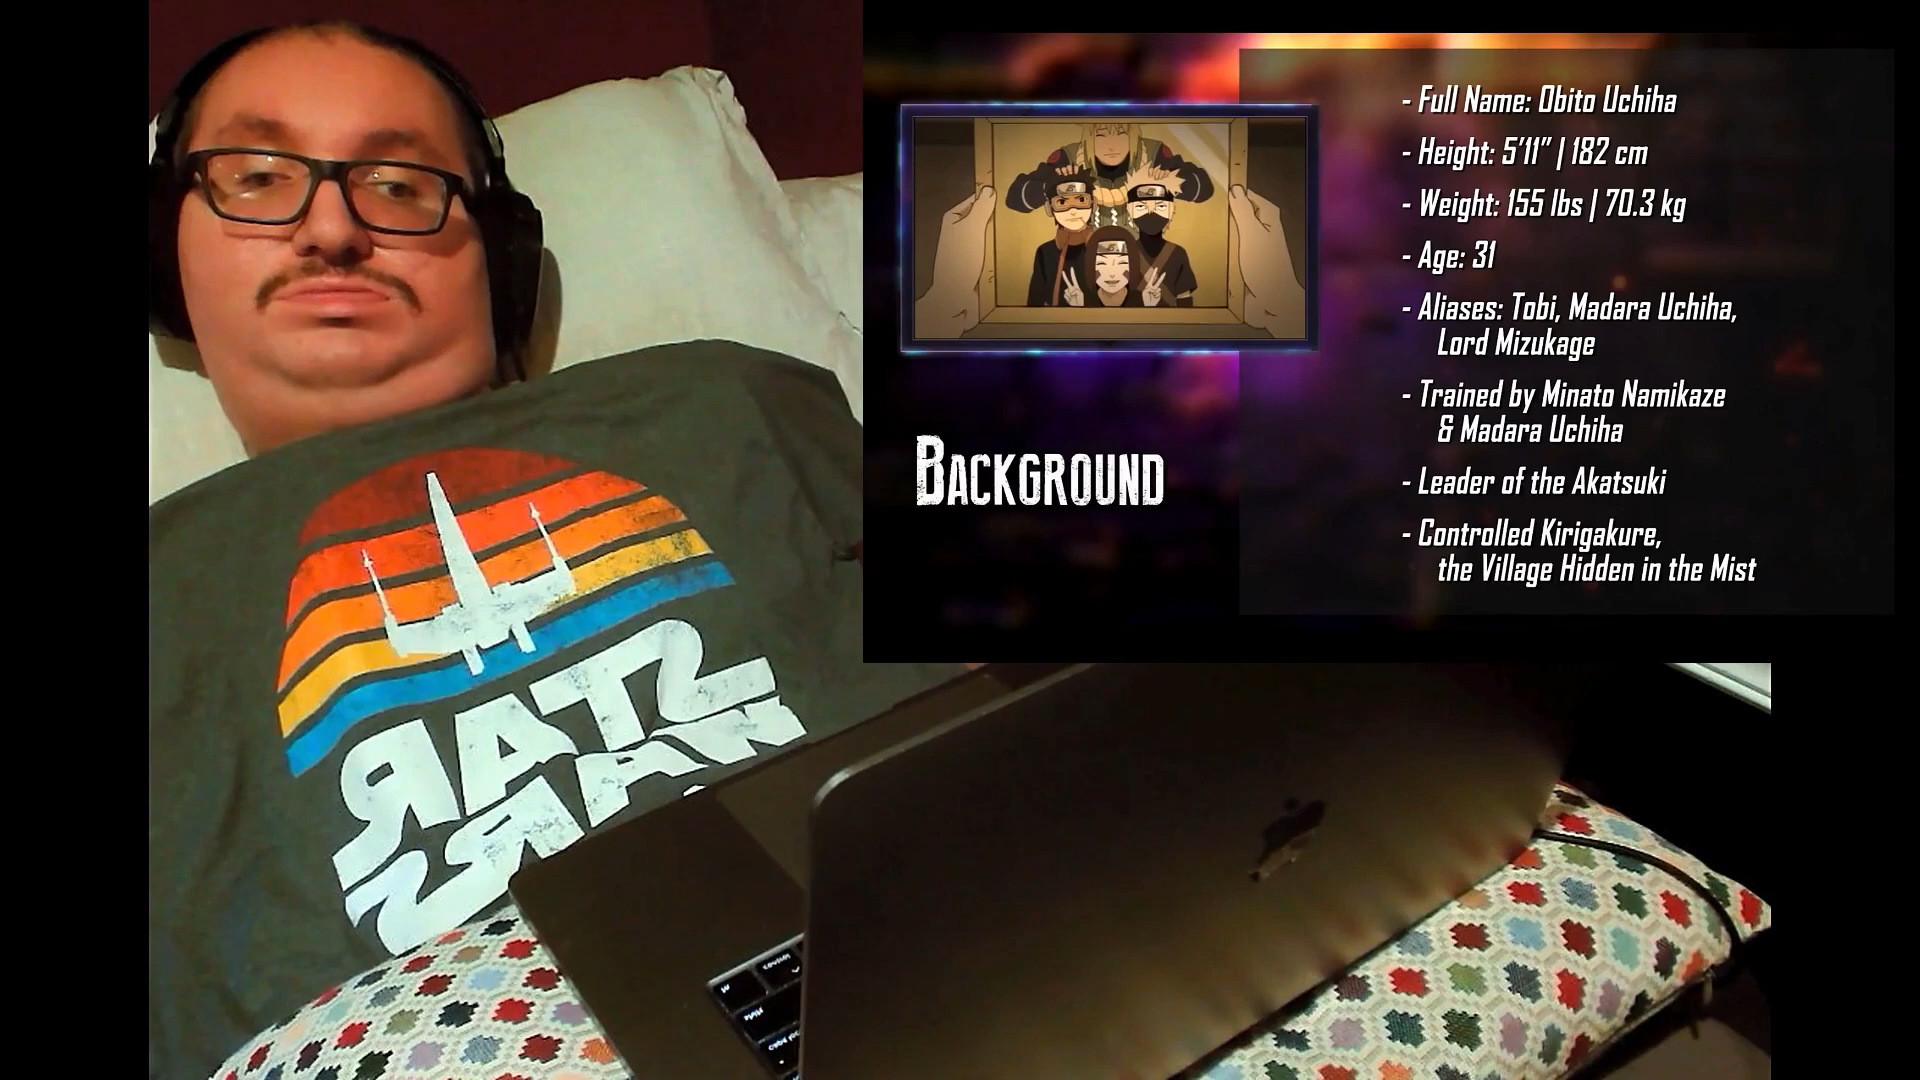 - Full Name: Obito Uchiha
- Height: 5'11" | 182 cm
- Weight: 155 lbs | 70.3 kg
- Age: 31
- Aliases: Tobi, Madara Uchiha,
Lord Mizukage
- Trained by Minato Namikaze
& Madara Uchiha
- Leader of the Akatsuki
- Controlled Kirigakure,
the Village Hidden in the Mist
BACKGROUND
STAR
WARS